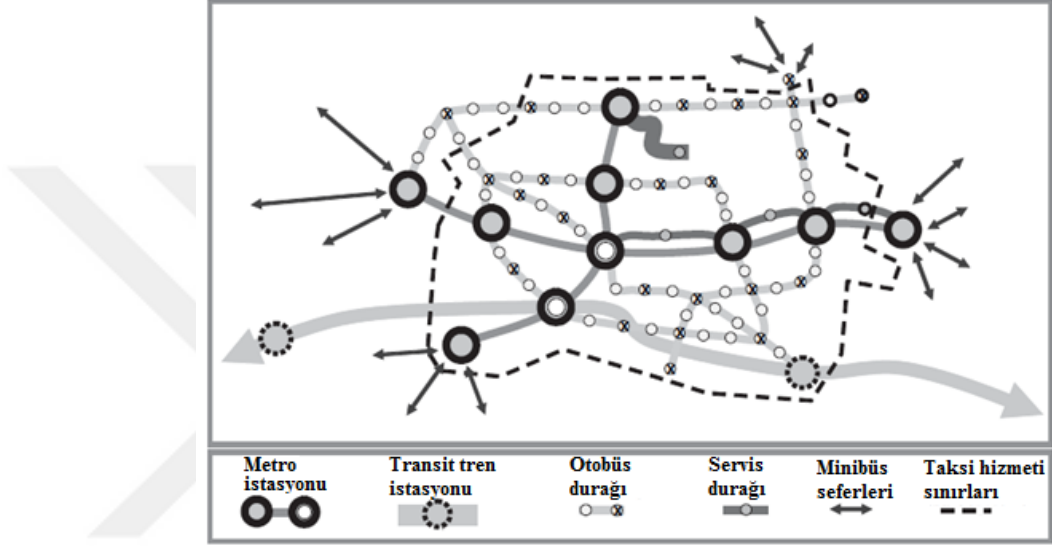 Metro
istasyonu
Transit tren
istasyonu
Otobüs
durağı
Servis
durağı
Minibüs
seferleri
Taksi hizmeti
sınırları